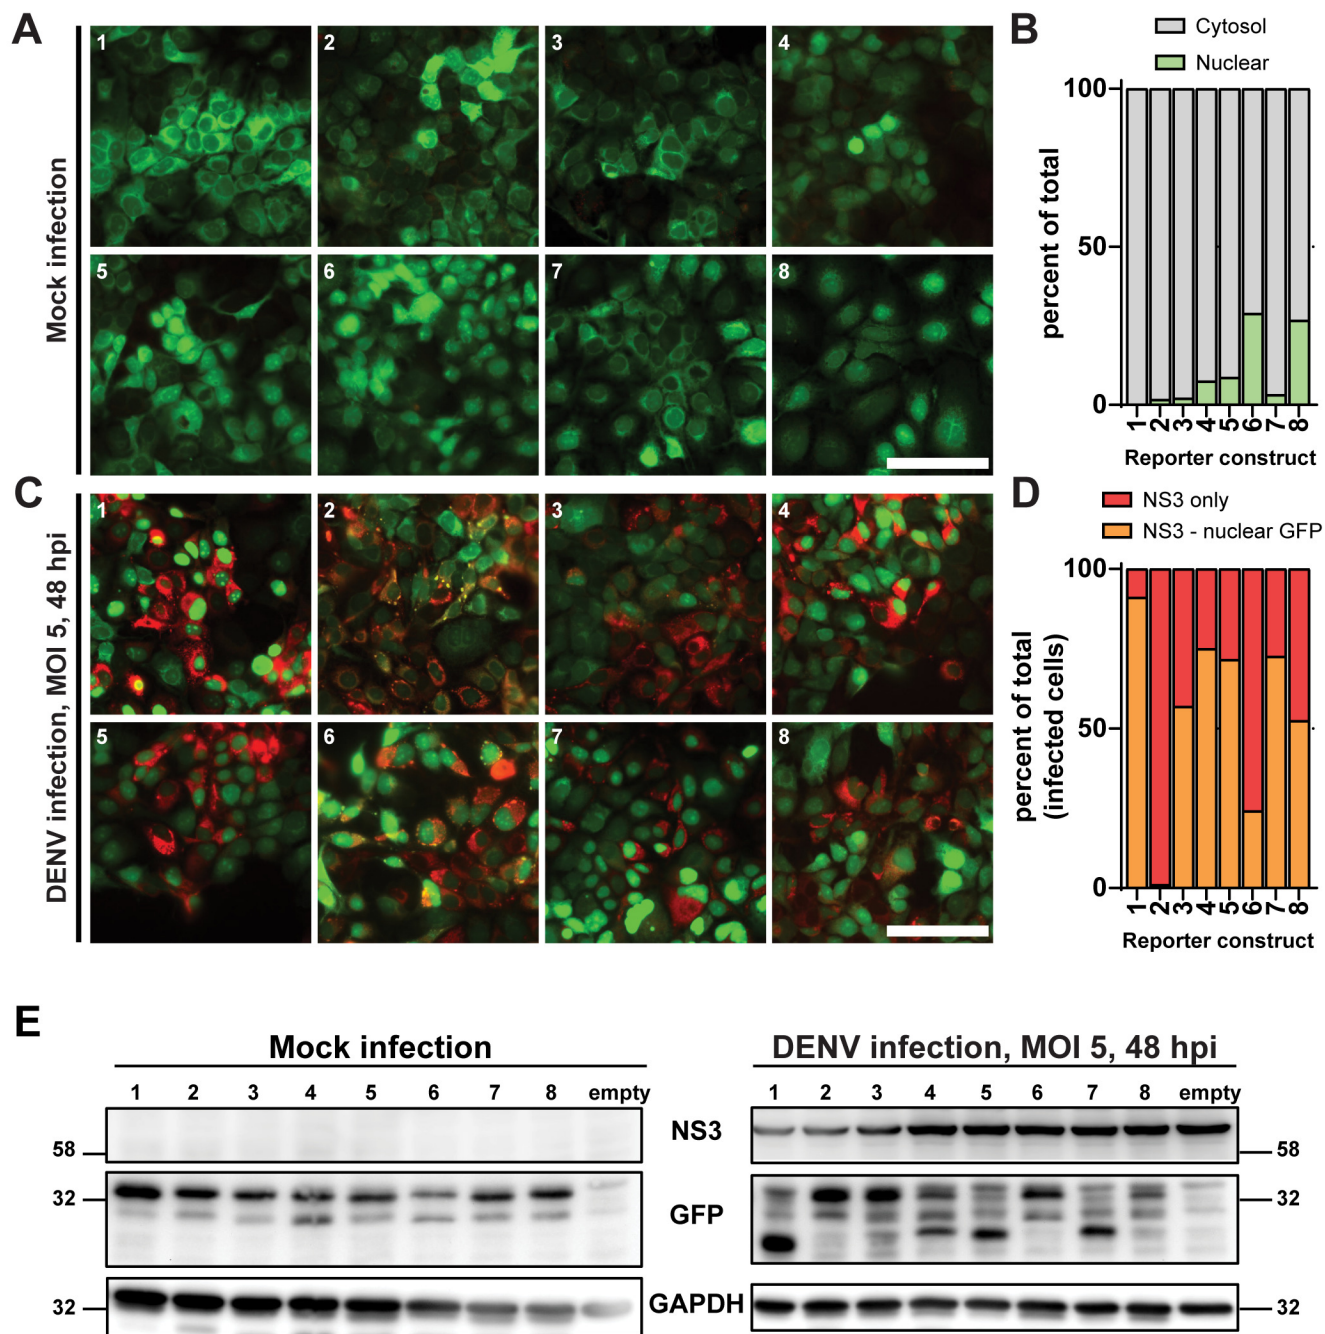 A
Mock infection
1
2
3
4
5
6
7
8
B
Cytosol
Nuclear
percent of total
100
50
0
1 2 3 4 5 6 7 8
Reporter construct
C
DENV infection, MOI 5, 48 hpi
1
2
3
4
5
6
7
8
D
NS3 only
NS3 - nuclear GFP
percent of total
(infected cells)
100
50
0
1 2 3 4 5 6 7 8
Reporter construct
E
Mock infection
1 2 3 4 5 6 7 8 empty
58
32
32
NS3
GFP
GAPDH
DENV infection, MOI 5, 48 hpi
1 2 3 4 5 6 7 8 empty
58
32
32